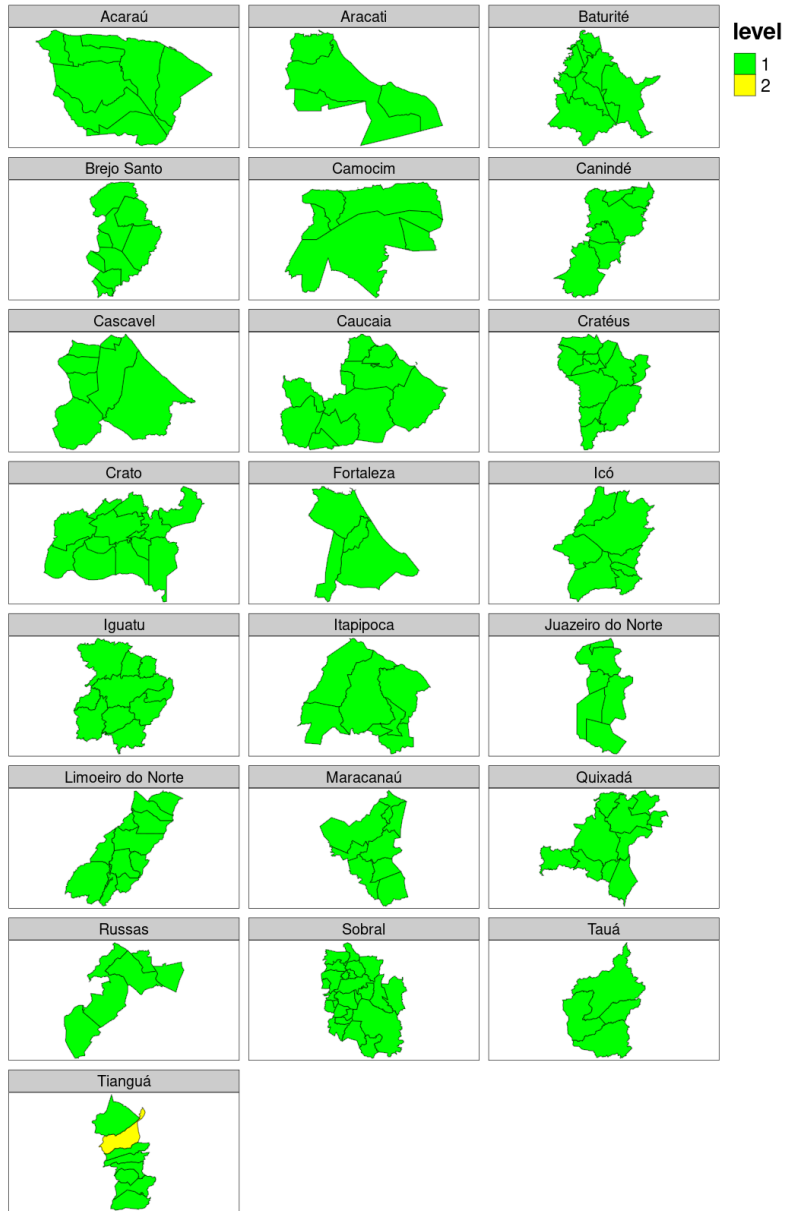 Acaraú
Aracati
Baturité
level
1
2
Brejo Santo
Camocim
Canindé
Cascavel
Caucaia
Cratéus
Crato
Fortaleza
Icó
Iguatu
Itapipoca
Juazeiro do Norte
Limoeiro do Norte
Maracanaú
Quixadá
Russas
Sobral
Tauá
Tianguá